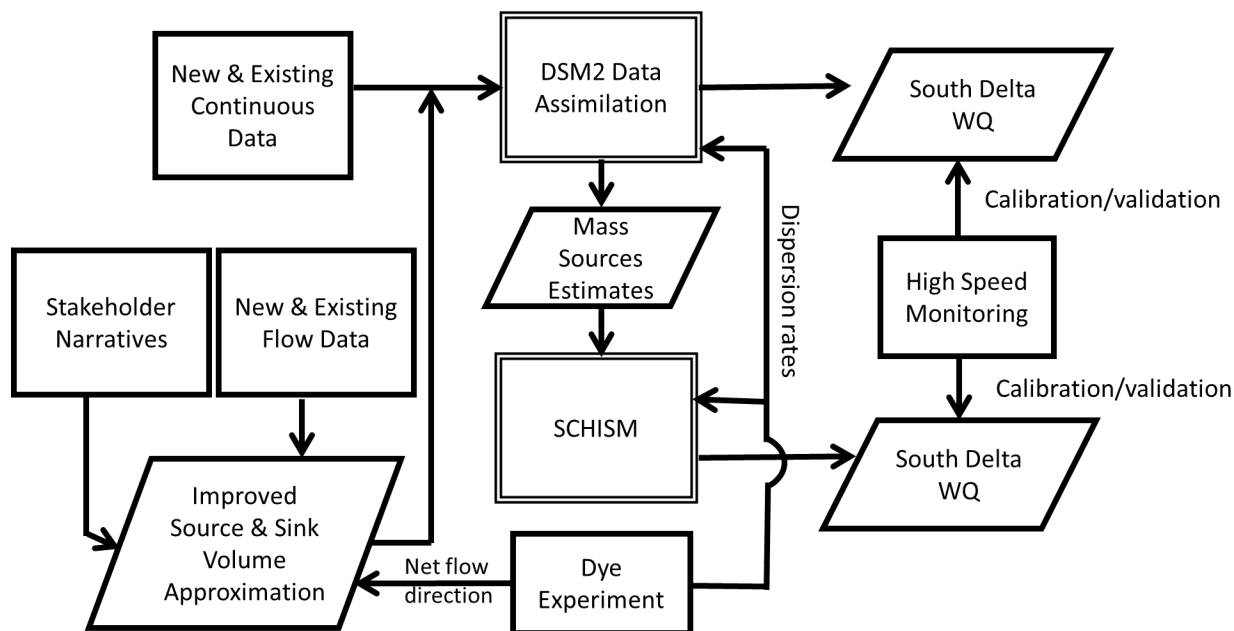 New & Existing
Continuous
Data
DSM2 Data
Assimilation
South Delta
WQ
Calibration/validation
Mass
Sources
Estimates
Dispersion rates
Stakeholder
Narratives
New & Existing
Flow Data
High Speed
Monitoring
Calibration/validation
SCHISM
South Delta
WQ
Improved
Source & Sink
Volume
Approximation
Net flow
direction
Dye
Experiment